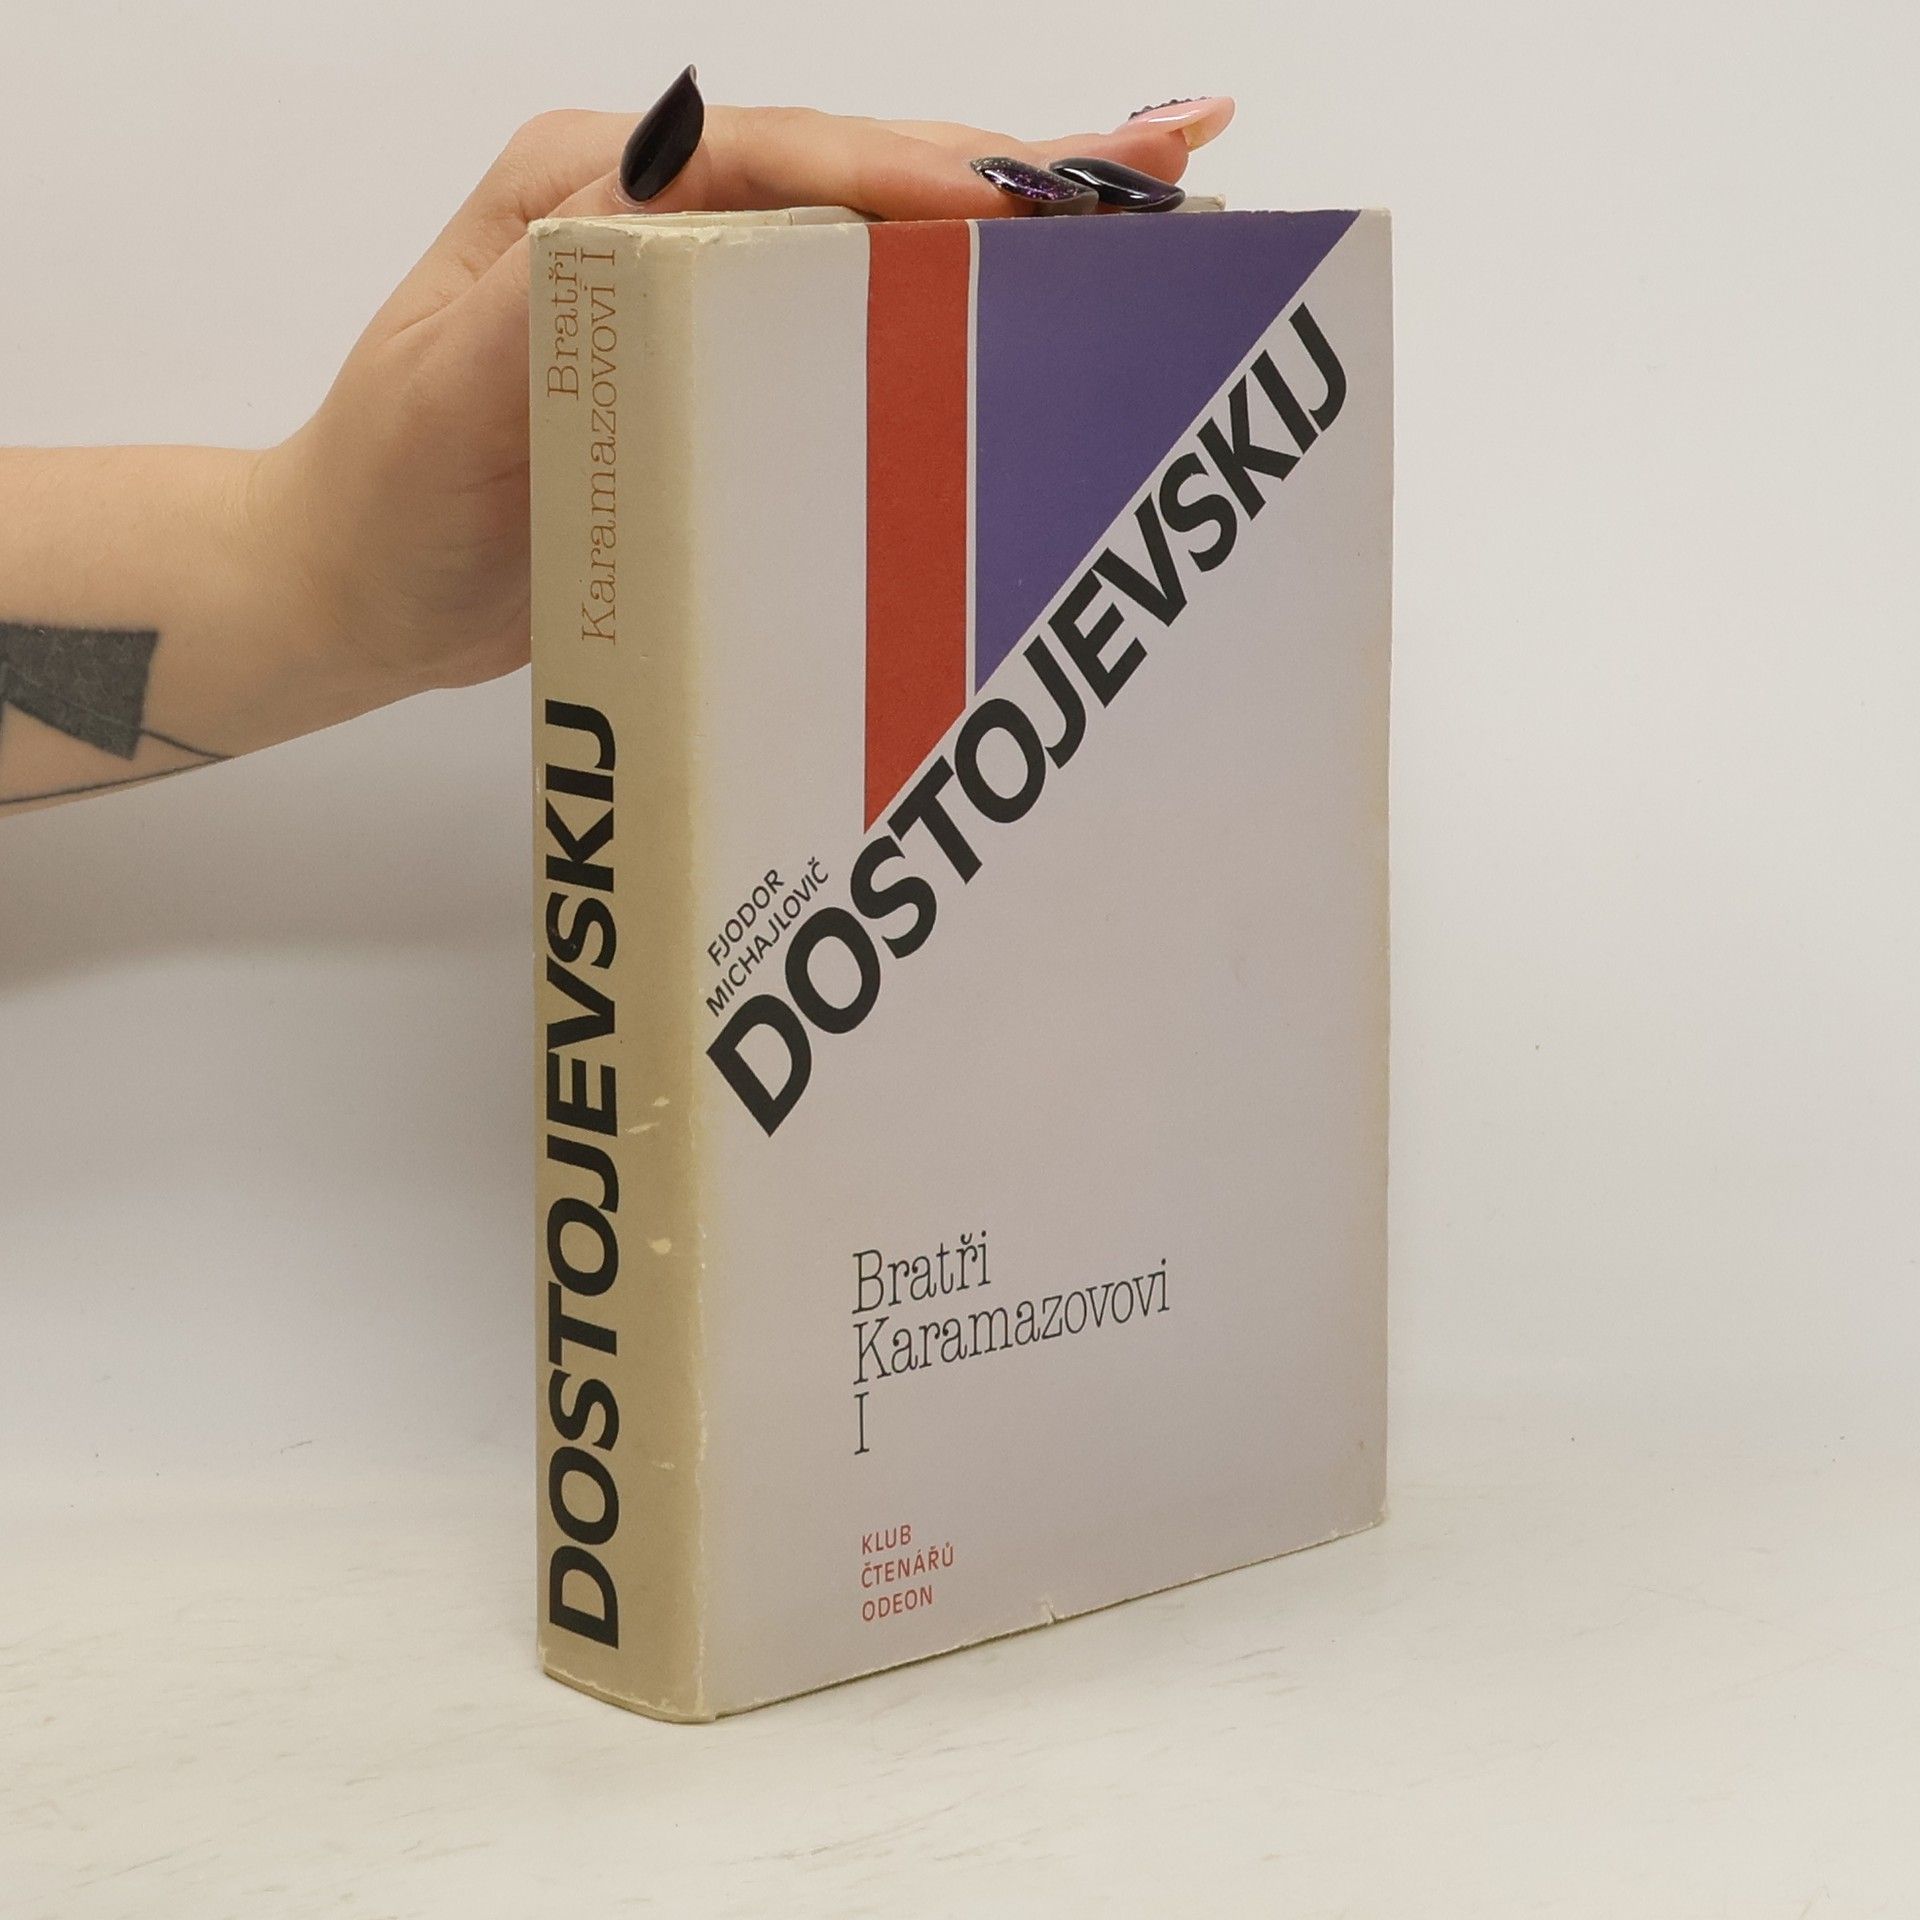 Bratři
Karamazovovi I
DOSTOJEVSKIJ
FJODOR
MICHAJLOVIČ
DOSTOJEVSKIJ
Bratři
Karamazovovi
I
KLUB
ČTENÁŘŮ
ODEON